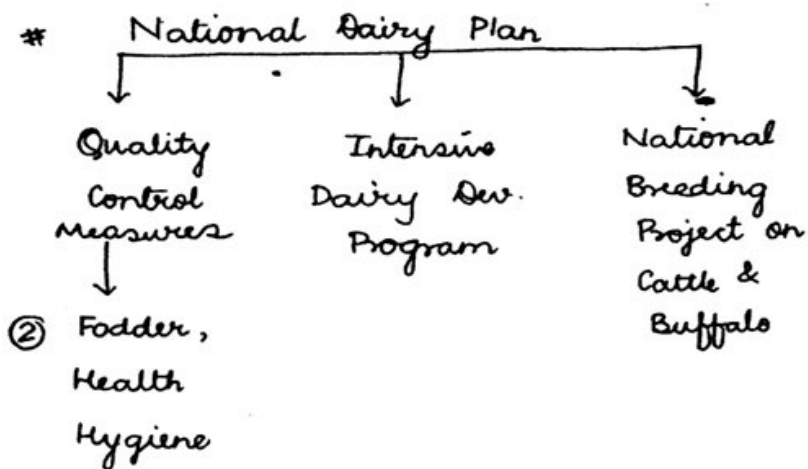 # National Dairy Plan
Quality
Control
Measures
Intensive
Dairy Dev.
Program
National
Breeding
Project on
Cattle &
Buffalo
② Fodder,
Health
Hygiene